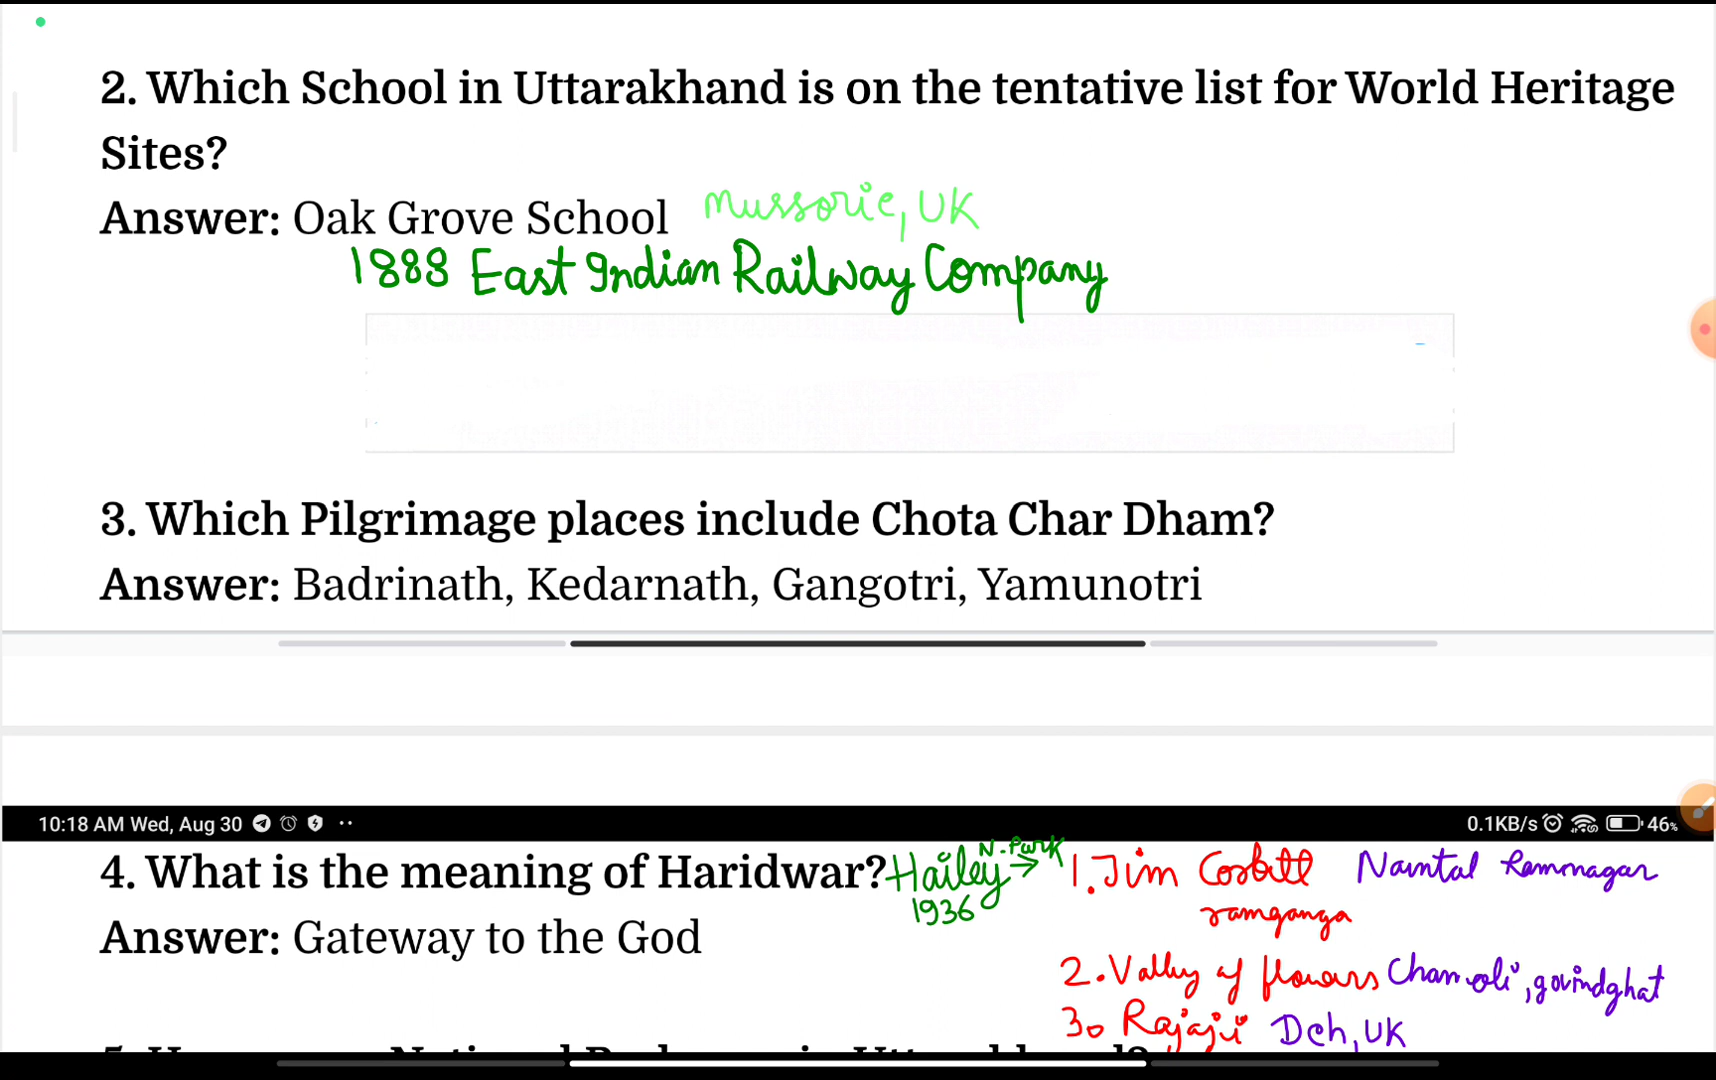 2. Which School in Uttarakhand is on the tentative list for World Heritage
Sites?
Answer: Oak Grove School mussorie, UK
1888 East Indian Railway Company
3. Which Pilgrimage places include Chota Char Dham?
Answer: Badrinath, Kedarnath, Gangotri, Yamunotri
10:18 AM Wed, Aug 30 0.1KB/s 46%
4. What is the meaning of Haridwar? Hailey N. Park → 1. Jim Corbett Naintal Ramnagar
1936 ramganga
Answer: Gateway to the God
2. Valley of flowers Chamoli, govindghat
3. Rajaji Deh, UK